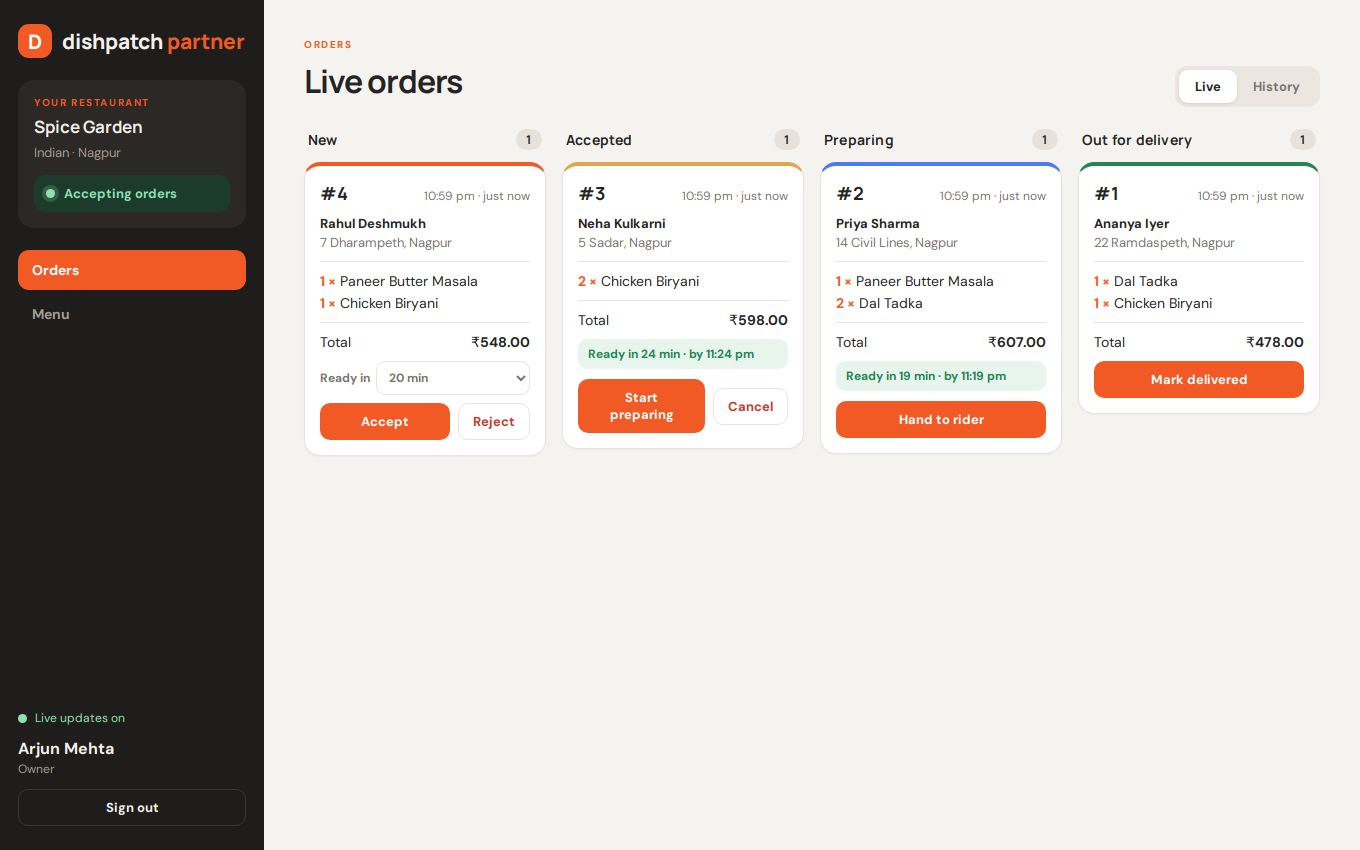 D dishpatch partner
YOUR RESTAURANT
Spice Garden
Indian · Nagpur
Accepting orders
Orders
Menu
Live updates on
Arjun Mehta
Owner
Sign out
ORDERS
Live orders
Live History
New 1
#4 10:59 pm · just now
Rahul Deshmukh
7 Dharampeth, Nagpur
1 × Paneer Butter Masala
1 × Chicken Biryani
Total ₹548.00
Ready in 20 min
Accept Reject
Accepted 1
#3 10:59 pm · just now
Neha Kulkarni
5 Sadar, Nagpur
2 × Chicken Biryani
Total ₹598.00
Ready in 24 min · by 11:24 pm
Start
preparing
Cancel
Preparing 1
#2 10:59 pm · just now
Priya Sharma
14 Civil Lines, Nagpur
1 × Paneer Butter Masala
2 × Dal Tadka
Total ₹607.00
Ready in 19 min · by 11:19 pm
Hand to rider
Out for delivery 1
#1 10:59 pm · just now
Ananya Iyer
22 Ramdaspeth, Nagpur
1 × Dal Tadka
1 × Chicken Biryani
Total ₹478.00
Mark delivered